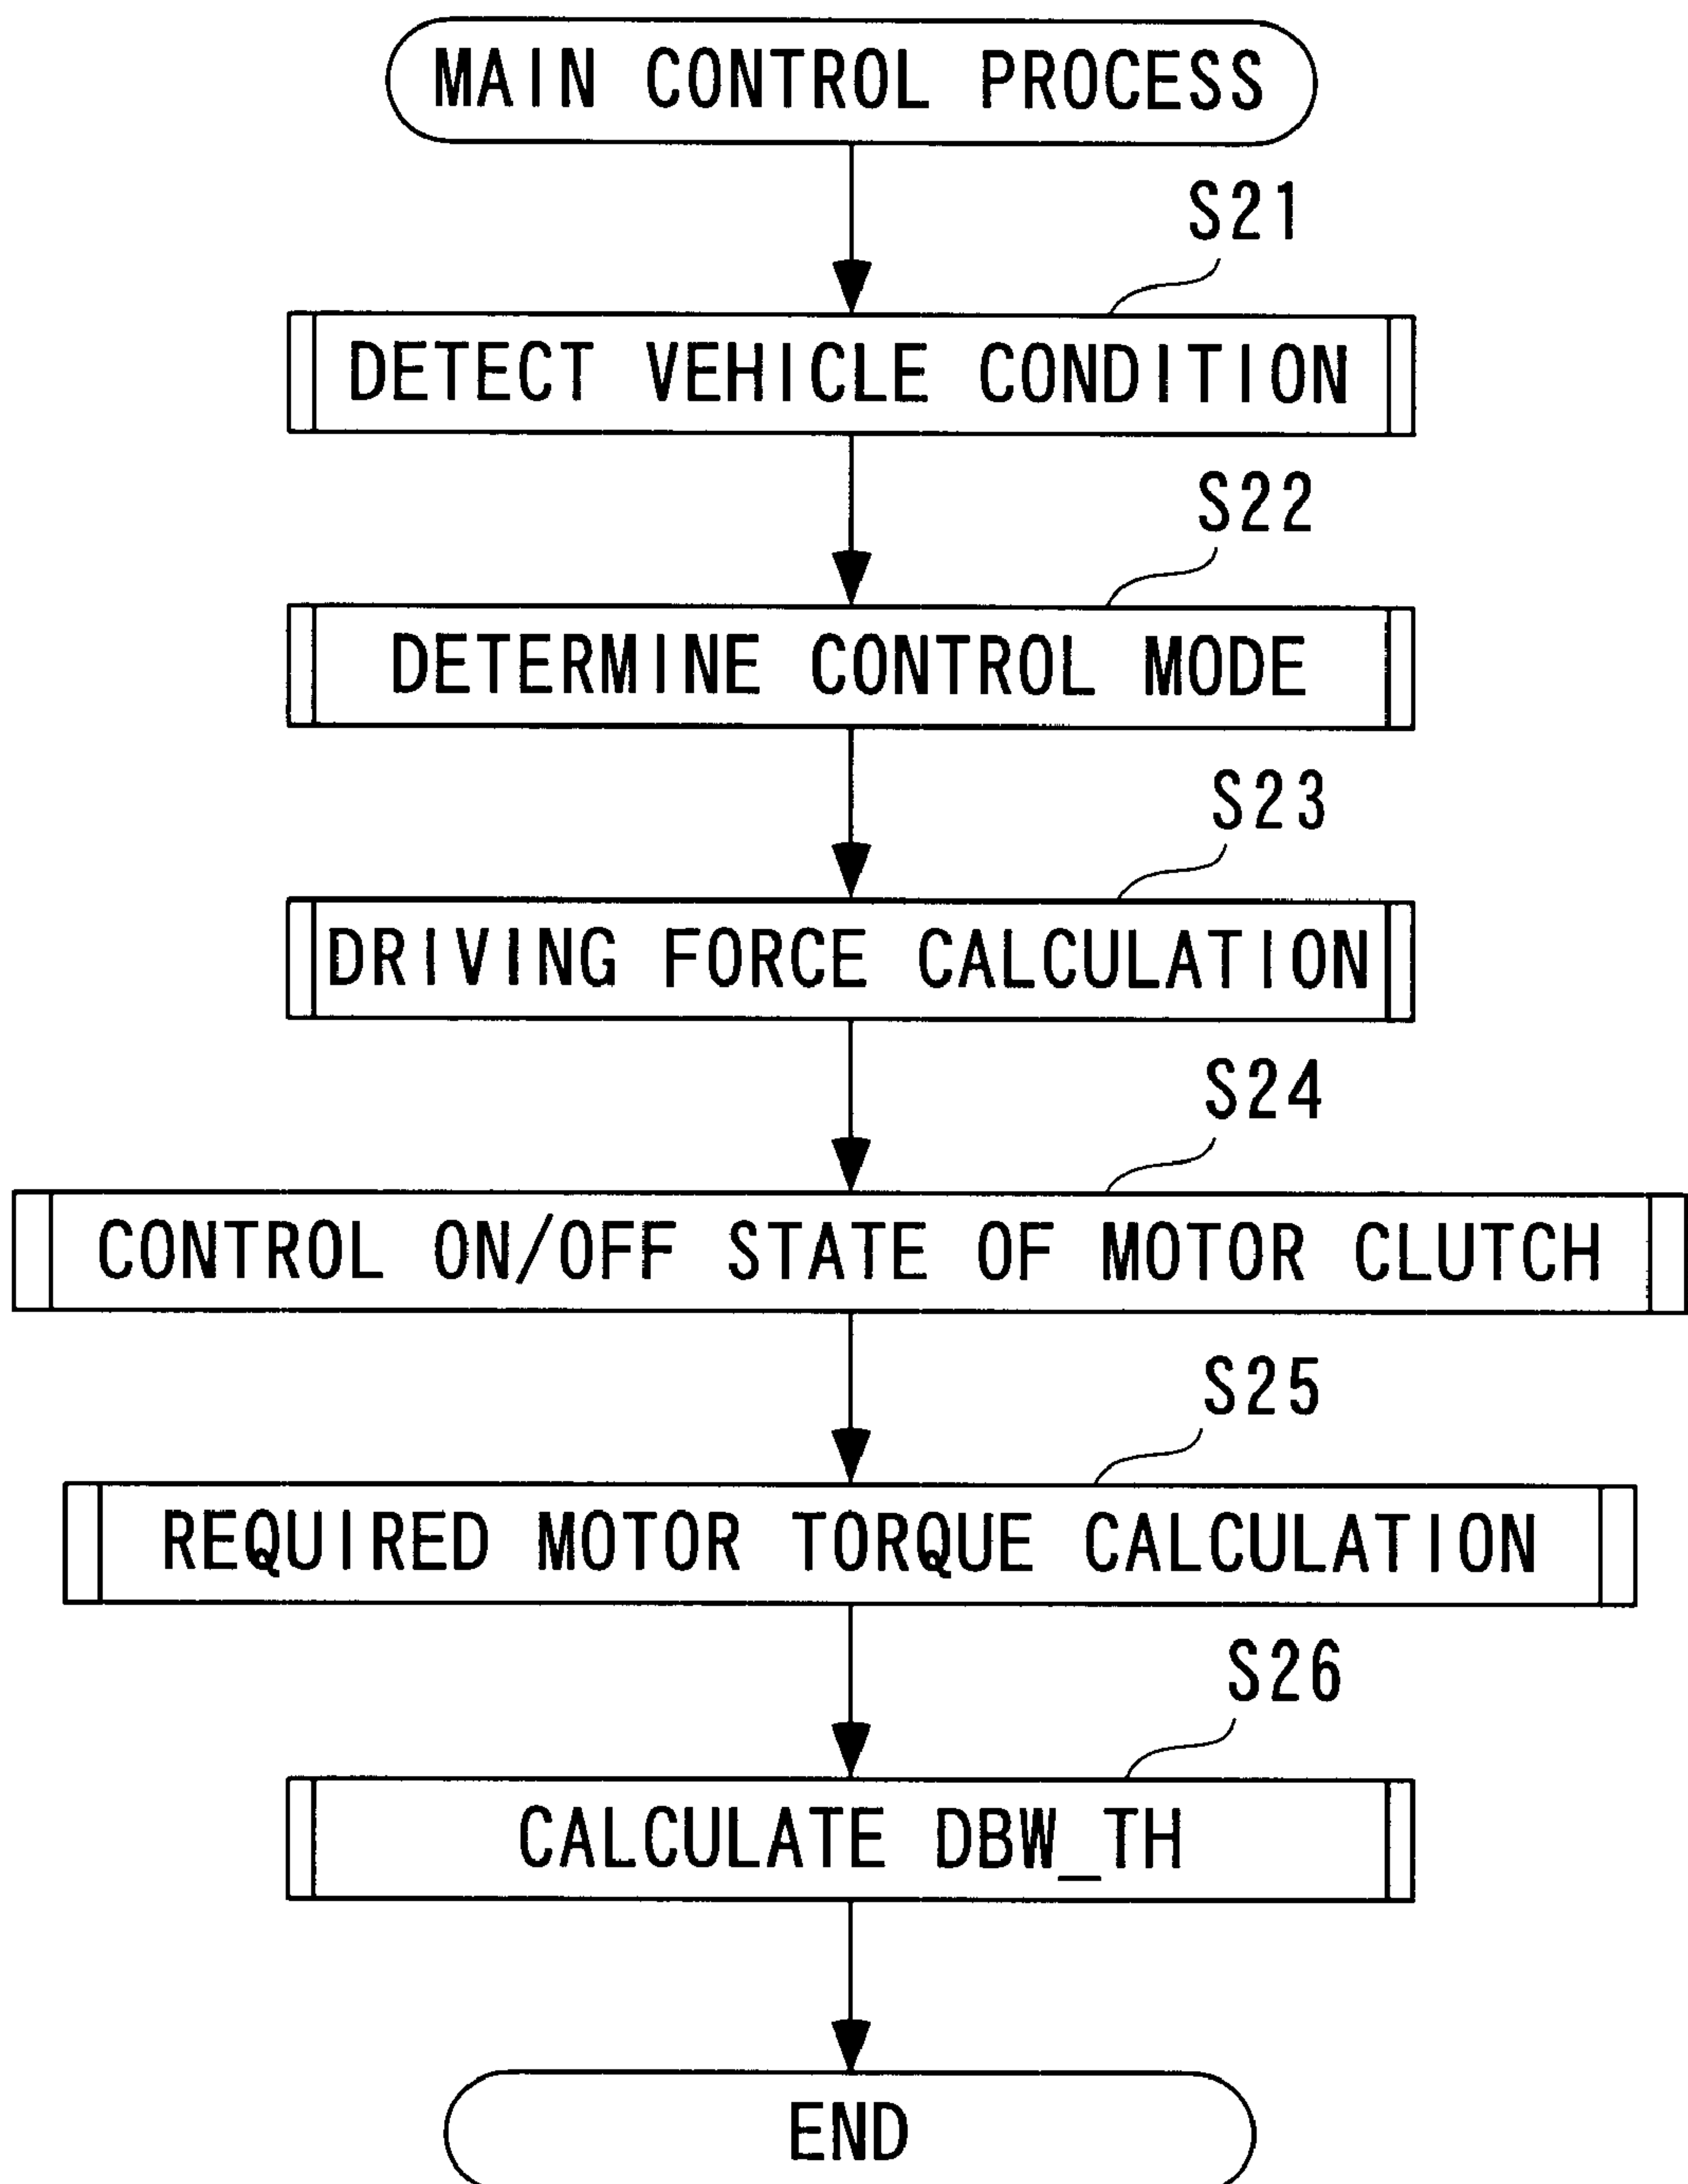 MAIN CONTROL PROCESS
S21
DETECT VEHICLE CONDITION
S22
DETERMINE CONTROL MODE
S23
DRIVING FORCE CALCULATION
S24
CONTROL ON/OFF STATE OF MOTOR CLUTCH
S25
REQUIRED MOTOR TORQUE CALCULATION
S26
CALCULATE DBW_TH
END